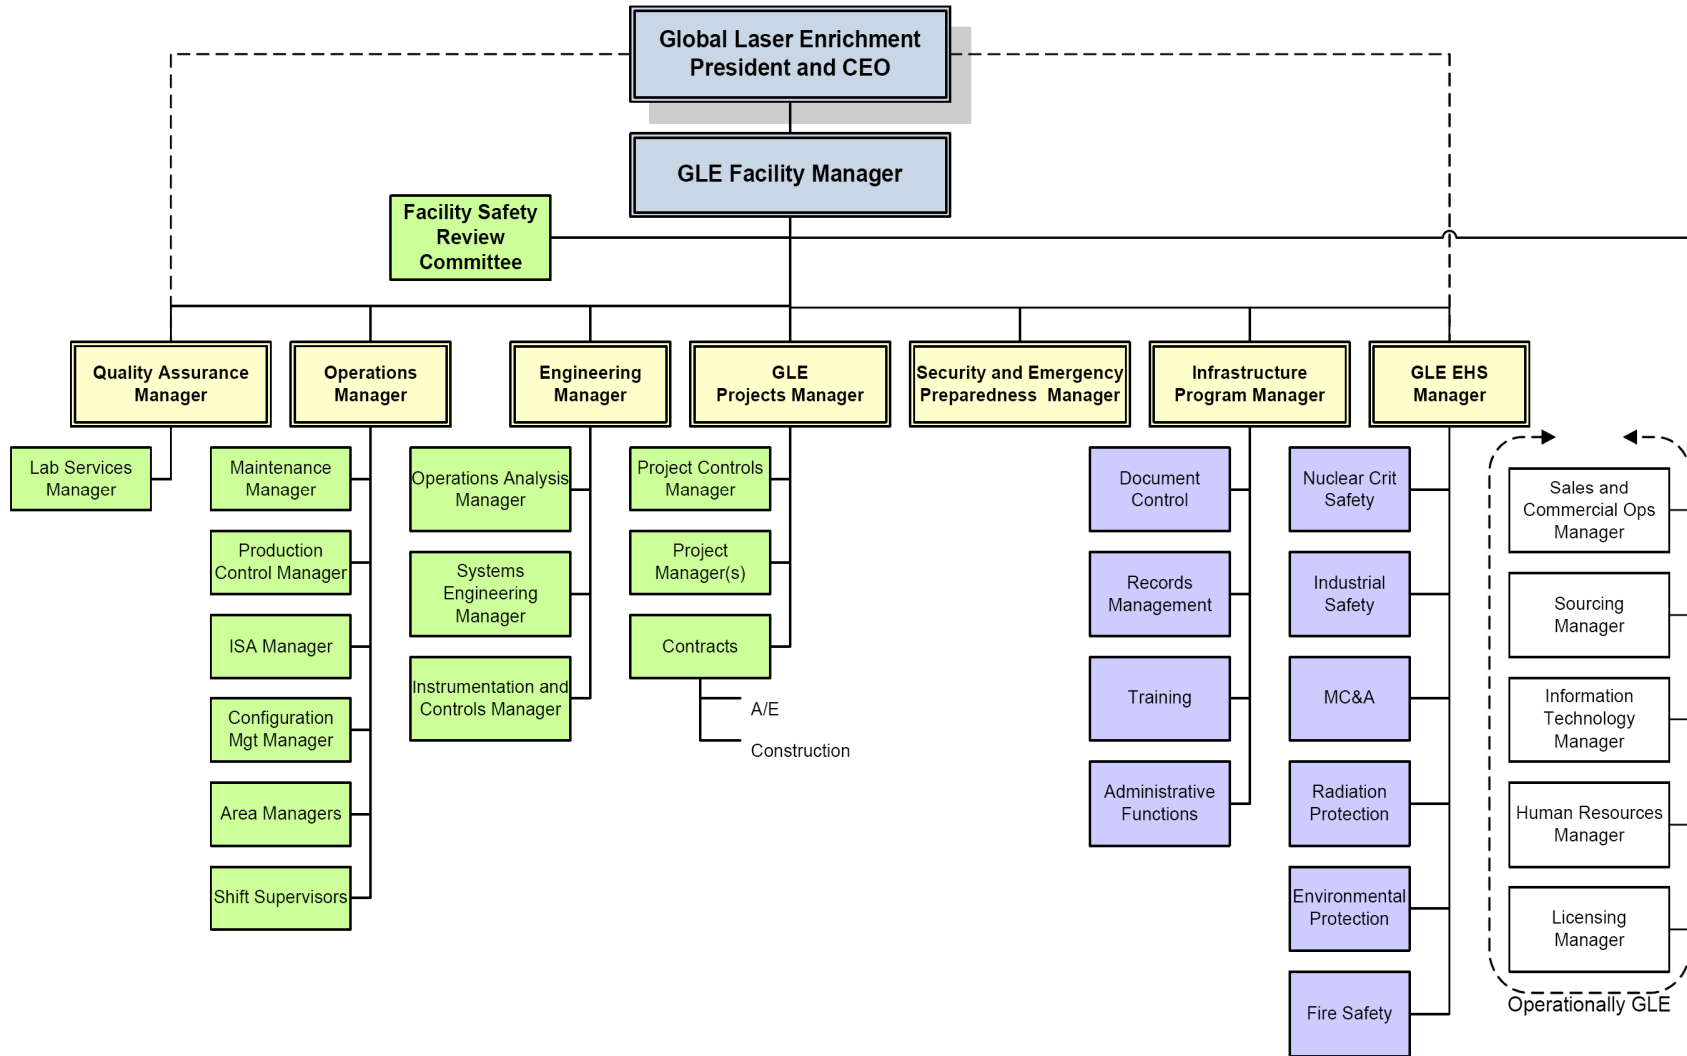 Global Laser Enrichment
President and CEO
GLE Facility Manager
Facility Safety
Review
Committee
Quality Assurance
Manager
Operations
Manager
Engineering
Manager
GLE
Projects Manager
Security and Emergency
Preparedness Manager
Infrastructure
Program Manager
GLE EHS
Manager
Lab Services
Manager
Maintenance
Manager
Production
Control Manager
ISA Manager
Configuration
Mgt Manager
Area Managers
Shift Supervisors
Operations Analysis
Manager
Systems
Engineering
Manager
Instrumentation and
Controls Manager
Project Controls
Manager
Project
Manager(s)
Contracts
A/E
Construction
Document
Control
Records
Management
Training
Administrative
Functions
Nuclear Crit
Safety
Industrial
Safety
MC&A
Radiation
Protection
Environmental
Protection
Fire Safety
Sales and
Commercial Ops
Manager
Sourcing
Manager
Information
Technology
Manager
Human Resources
Manager
Licensing
Manager
Operationally GLE